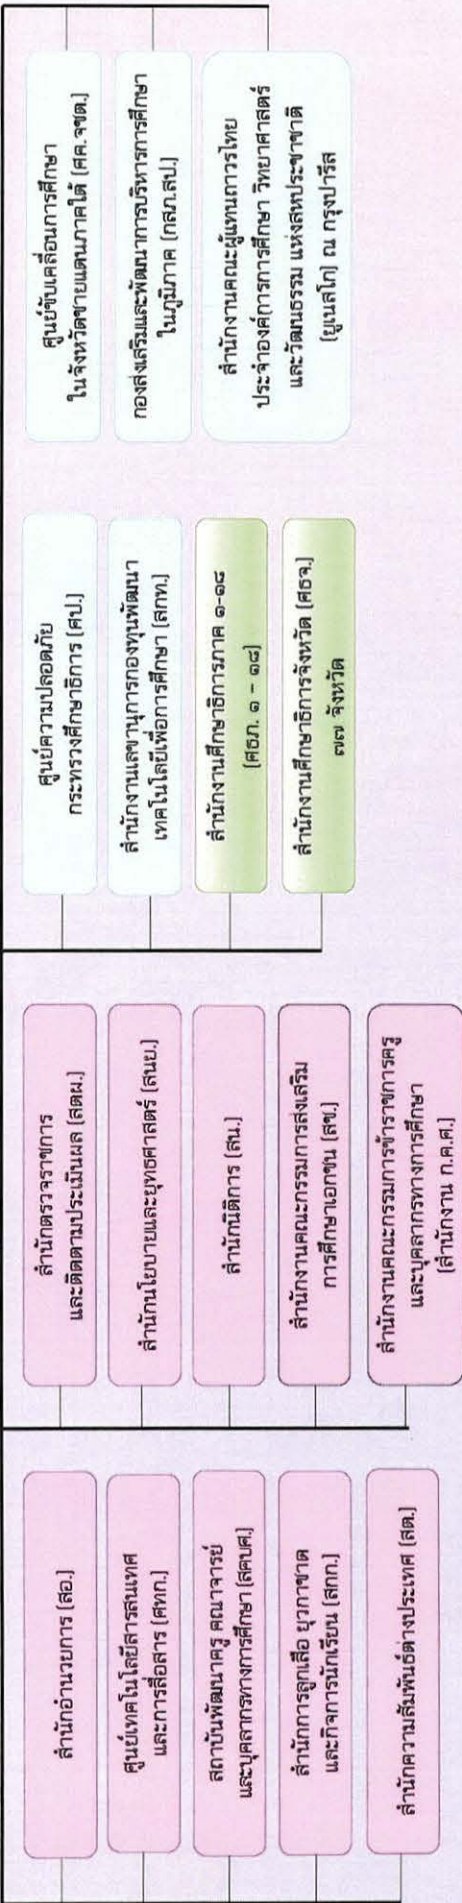 สำนักอำนวยการ (สอ.)
ศูนย์เทคโนโลยีสารสนเทศ
และการสื่อสาร (ศทก.)
สถาบันพัฒนาครู คณาจารย์
และบุคลากรทางการศึกษา (สคบศ.)
สำนักการลูกเสือ ยุวกาชาด
และกิจการนักเรียน (สกก.)
สำนักความสัมพันธ์ต่างประเทศ (สต.)
สำนักตรวจราชการ
และติดตามประเมินผล (สตผ.)
สำนักนโยบายและยุทธศาสตร์ (สนย.)
สำนักนิติการ (สน.)
สำนักงานคณะกรรมการส่งเสริม
การศึกษาเอกชน (สช.)
สำนักงานคณะกรรมการข้าราชการครู
และบุคลากรทางการศึกษา
(สำนักงาน ก.ค.ศ.)
ศูนย์ความปลอดภัย
กระทรวงศึกษาธิการ (ศป.)
สำนักงานเลขานุการกองทุนพัฒนา
เทคโนโลยีเพื่อการศึกษา (สกท.)
สำนักงานศึกษาธิการภาค ๑-๑๘
(ศธภ. ๑ - ๑๘)
สำนักงานศึกษาธิการจังหวัด (ศธจ.)
๗๗ จังหวัด
ศูนย์ขับเคลื่อนการศึกษา
ในจังหวัดชายแดนภาคใต้ (ศค.จชต.)
กองส่งเสริมและพัฒนาการบริหารการศึกษา
ในภูมิภาค (กสภ.สป.)
สำนักงานคณะผู้แทนถาวรไทย
ประจำองค์การการศึกษา วิทยาศาสตร์
และวัฒนธรรม แห่งสหประชาชาติ
(ยูเนสโก) ณ กรุงปารีส